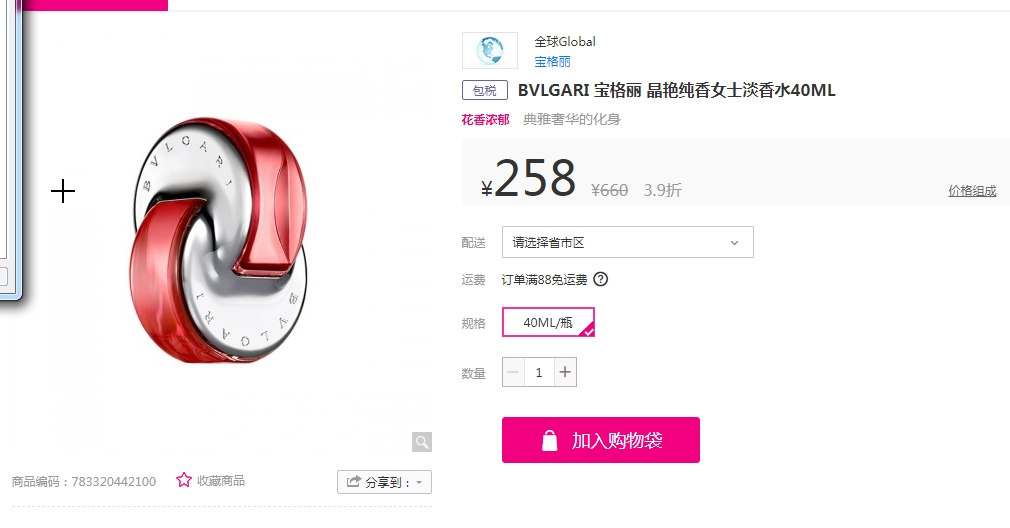 全球Global
宝格丽
包税 BVLGARI 宝格丽 晶艳纯香女士淡香水40ML
花香浓郁 典雅奢华的化身
¥258 ¥660 3.9折 价格组成
配送 请选择省市区
运费 订单满88免运费 ?
规格 40ML/瓶
数量 1
加入购物袋
BVLGARI
BVLGARI
商品编码：783320442100 收藏商品 分享到：